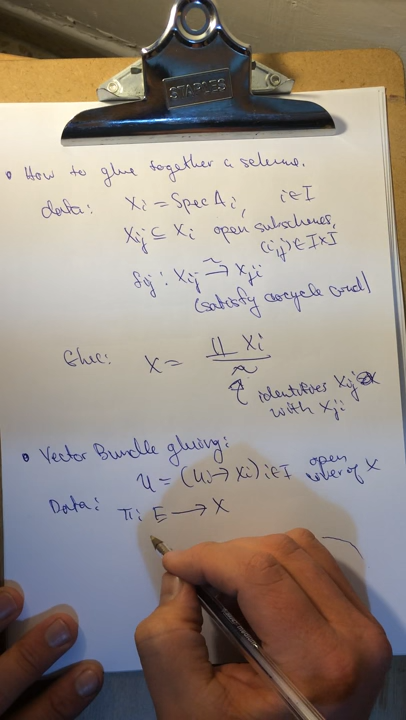 STAPLES
• How to glue together a scheme.
data: Xi = Spec Ai, i∈I
Xij ⊆ Xi open subschemes, (i,j)∈I×I
fij : Xij ⥲ Xji
(satisfy cocycle cond)
Glue: X = ∐ Xi / ~
identifies Xij
with Xji
• Vector Bundle gluing:
Data: U = (Ui → Xi) i∈I open cover of X
π: E → X